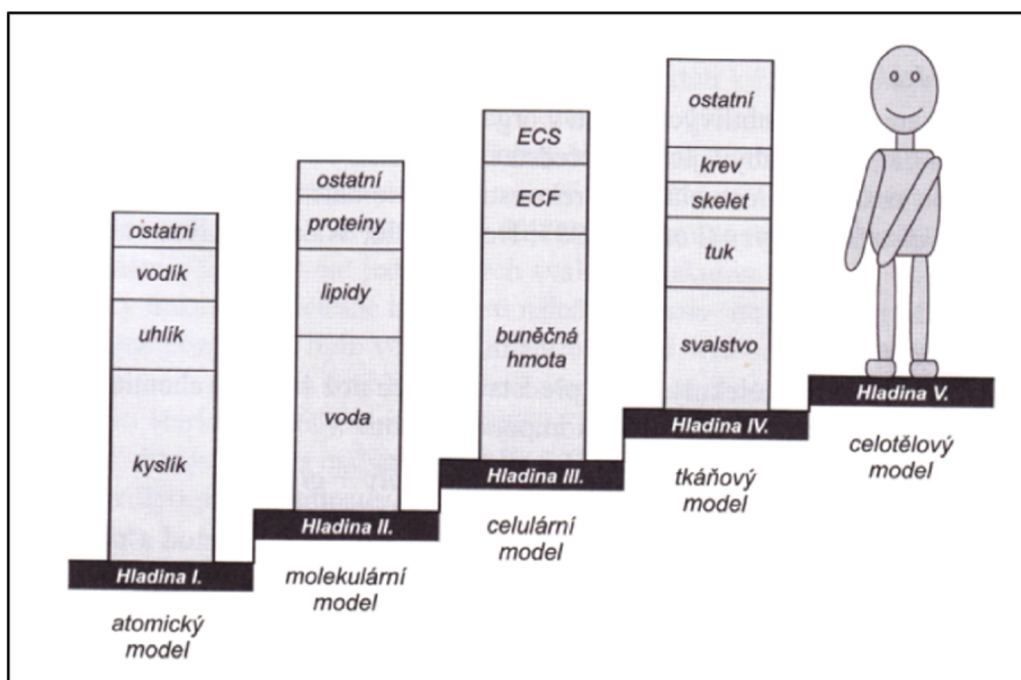 ostatní
vodík
uhlík
kyslík
Hladina I.
atomický
model
ostatní
proteiny
lipidy
voda
Hladina II.
molekulární
model
ECS
ECF
buněčná
hmota
Hladina III.
celulární
model
ostatní
krev
skelet
tuk
svalstvo
Hladina IV.
tkáňový
model
Hladina V.
celotělový
model